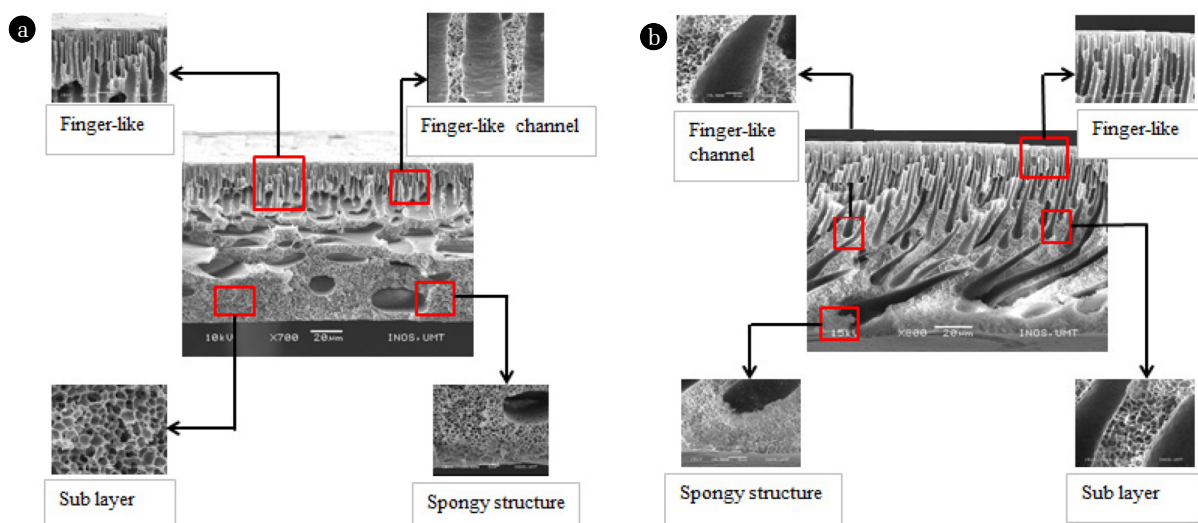 a
Finger-like
Finger-like channel
10kV X700 20μm INOS,UMT
Sub layer
Spongy structure
b
Finger-like
channel
Finger-like
15kV X800 20μm INOS,UMT
Spongy structure
Sub layer